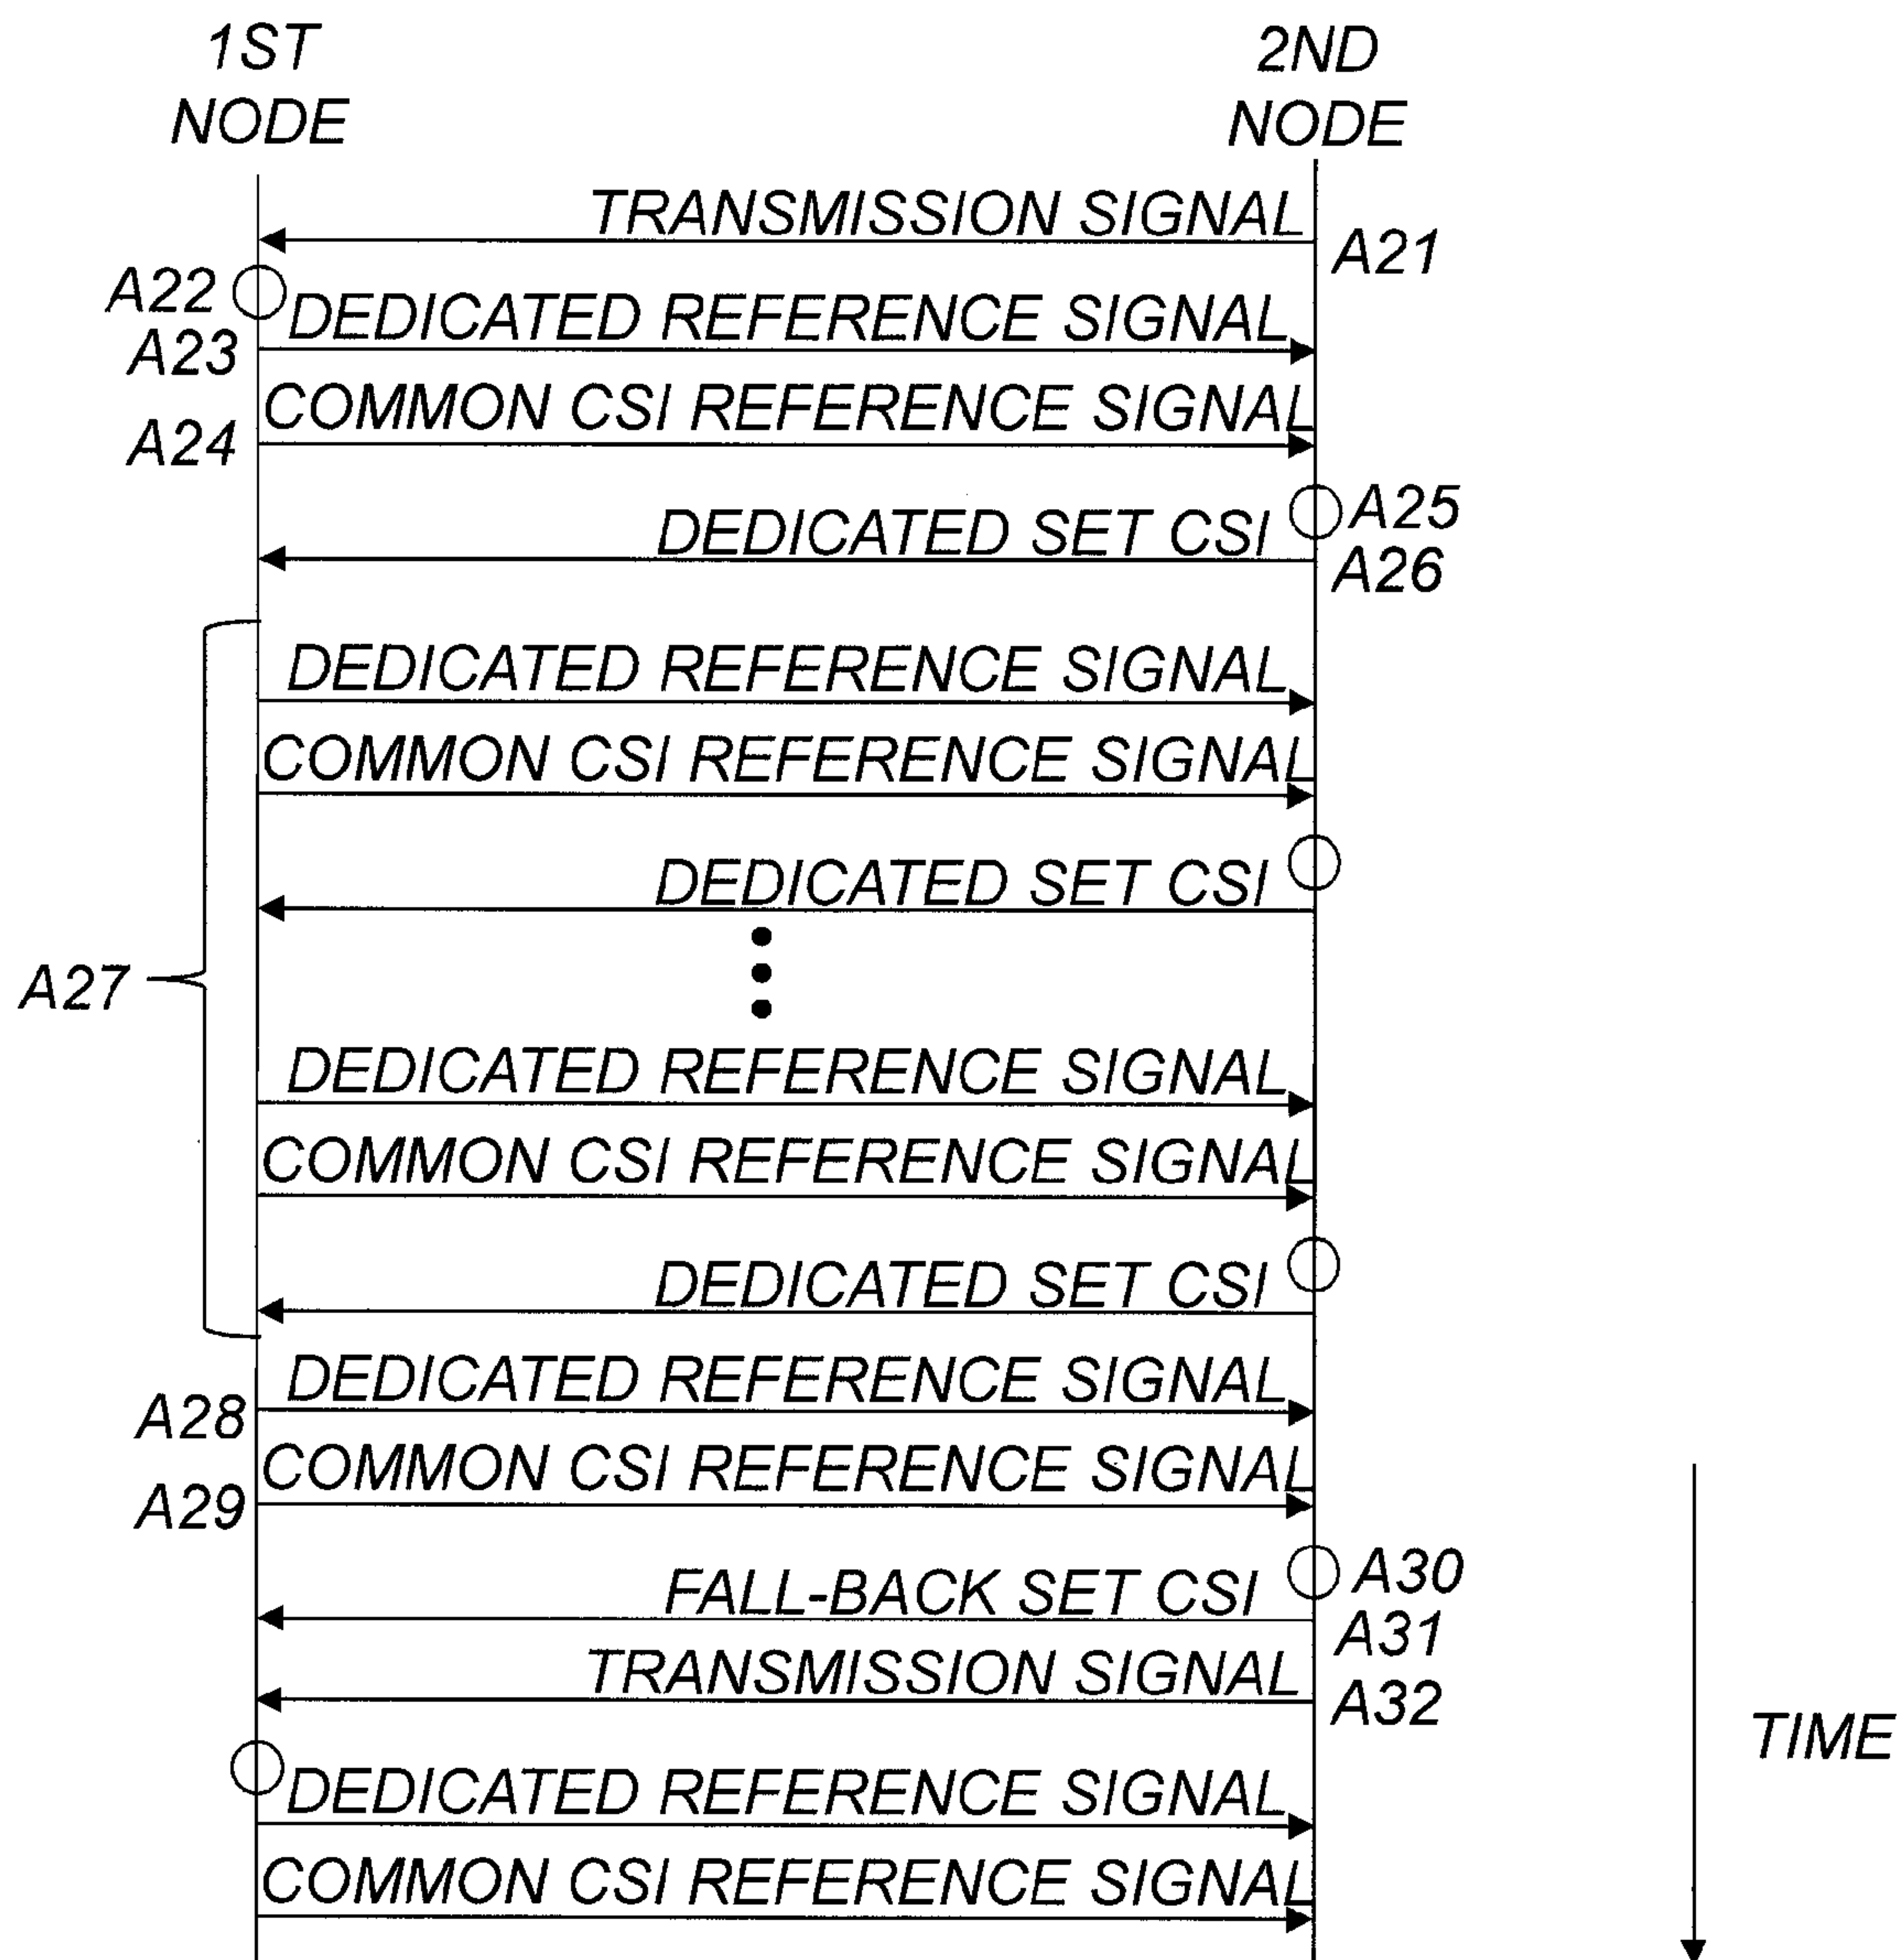 1ST
NODE
2ND
NODE
TRANSMISSION SIGNAL
A21
A22
DEDICATED REFERENCE SIGNAL
A23
COMMON CSI REFERENCE SIGNAL
A24
A25
DEDICATED SET CSI
A26
DEDICATED REFERENCE SIGNAL
COMMON CSI REFERENCE SIGNAL
DEDICATED SET CSI
A27
DEDICATED REFERENCE SIGNAL
COMMON CSI REFERENCE SIGNAL
DEDICATED SET CSI
DEDICATED REFERENCE SIGNAL
A28
COMMON CSI REFERENCE SIGNAL
A29
A30
FALL-BACK SET CSI
A31
TRANSMISSION SIGNAL
A32
TIME
DEDICATED REFERENCE SIGNAL
COMMON CSI REFERENCE SIGNAL